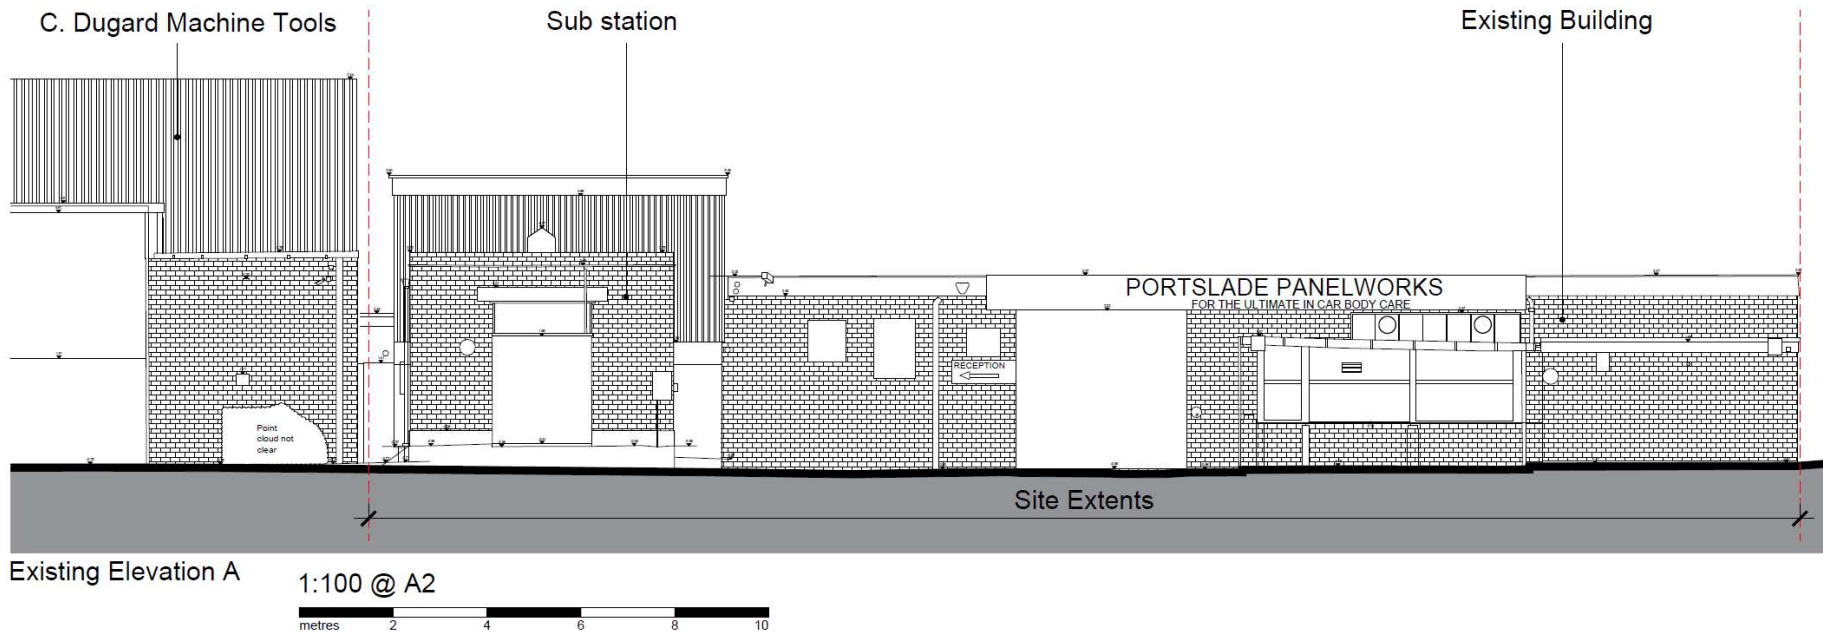 C. Dugard Machine Tools
Sub station
Existing Building
PORTSLADE PANELWORKS
FOR THE ULTIMATE IN CAR BODY CARE
RECEPTION
Point
cloud not
clear
Site Extents
Existing Elevation A
1:100 @ A2
metres 2 4 6 8 10